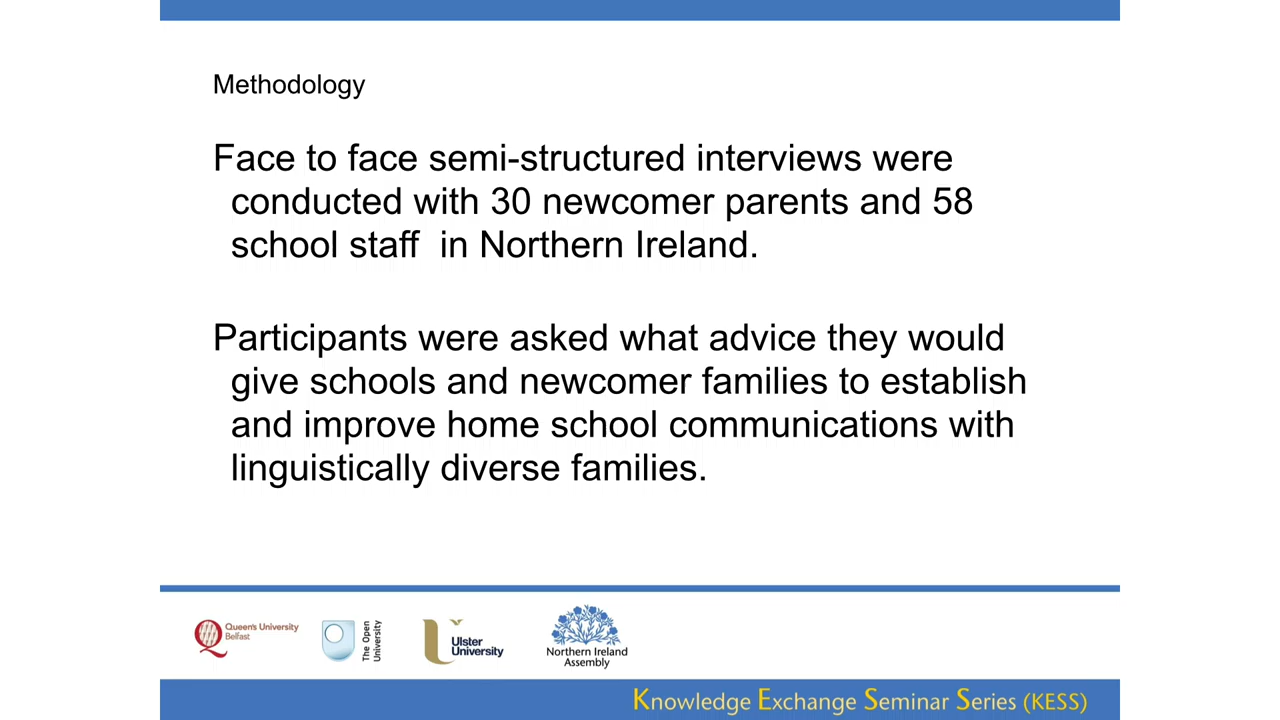 Methodology
Face to face semi-structured interviews were
conducted with 30 newcomer parents and 58
school staff  in Northern Ireland.
Participants were asked what advice they would
give schools and newcomer families to establish
and improve home school communications with
linguistically diverse families.
Queen's University
Belfast
The Open
University
Ulster
University
Northern Ireland
Assembly
Knowledge Exchange Seminar Series (KESS)